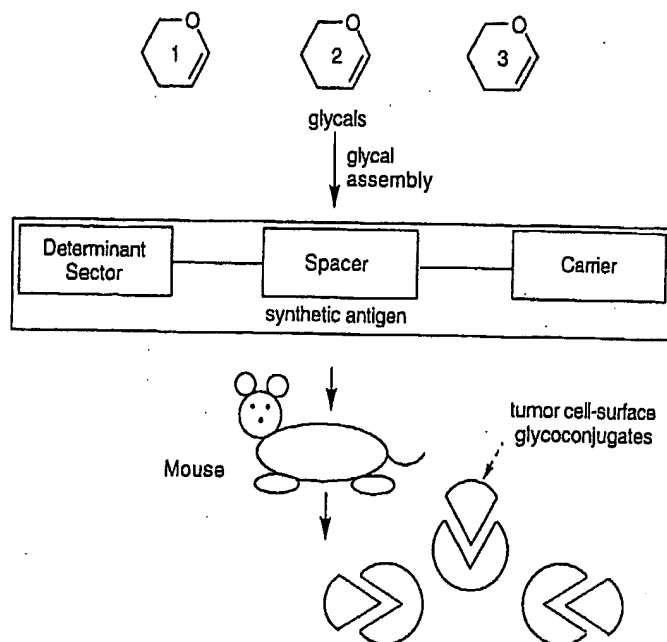 O O O
1 2 3
glycals
glycal
assembly
Determinant
Sector
Spacer
Carrier
synthetic antigen
tumor cell-surface
glycoconjugates
Mouse